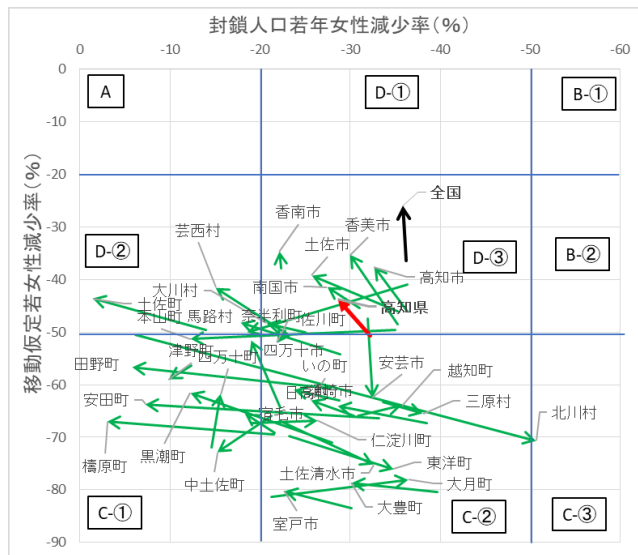 封鎖人口若年女性減少率(%)
0 -10 -20 -30 -40 -50 -60
0
-10
-20
-30
-40
-50
-60
-70
-80
-90
移動仮定若年女性減少率(%)
A
D-①
B-①
全国
香南市
香美市
芸西村
土佐市
D-②
D-③
B-②
大川村
南国市
高知市
土佐町
高知県
本山町
馬路村
奈半利町
佐川町
津野町
四万十町
四万十市
いの町
田野町
安芸市
越知町
日高村
須崎市
安田町
三原村
北川村
宿毛市
仁淀川町
梼原町
黒潮町
中土佐町
土佐清水市
東洋町
大月町
C-①
室戸市
大豊町
C-②
C-③